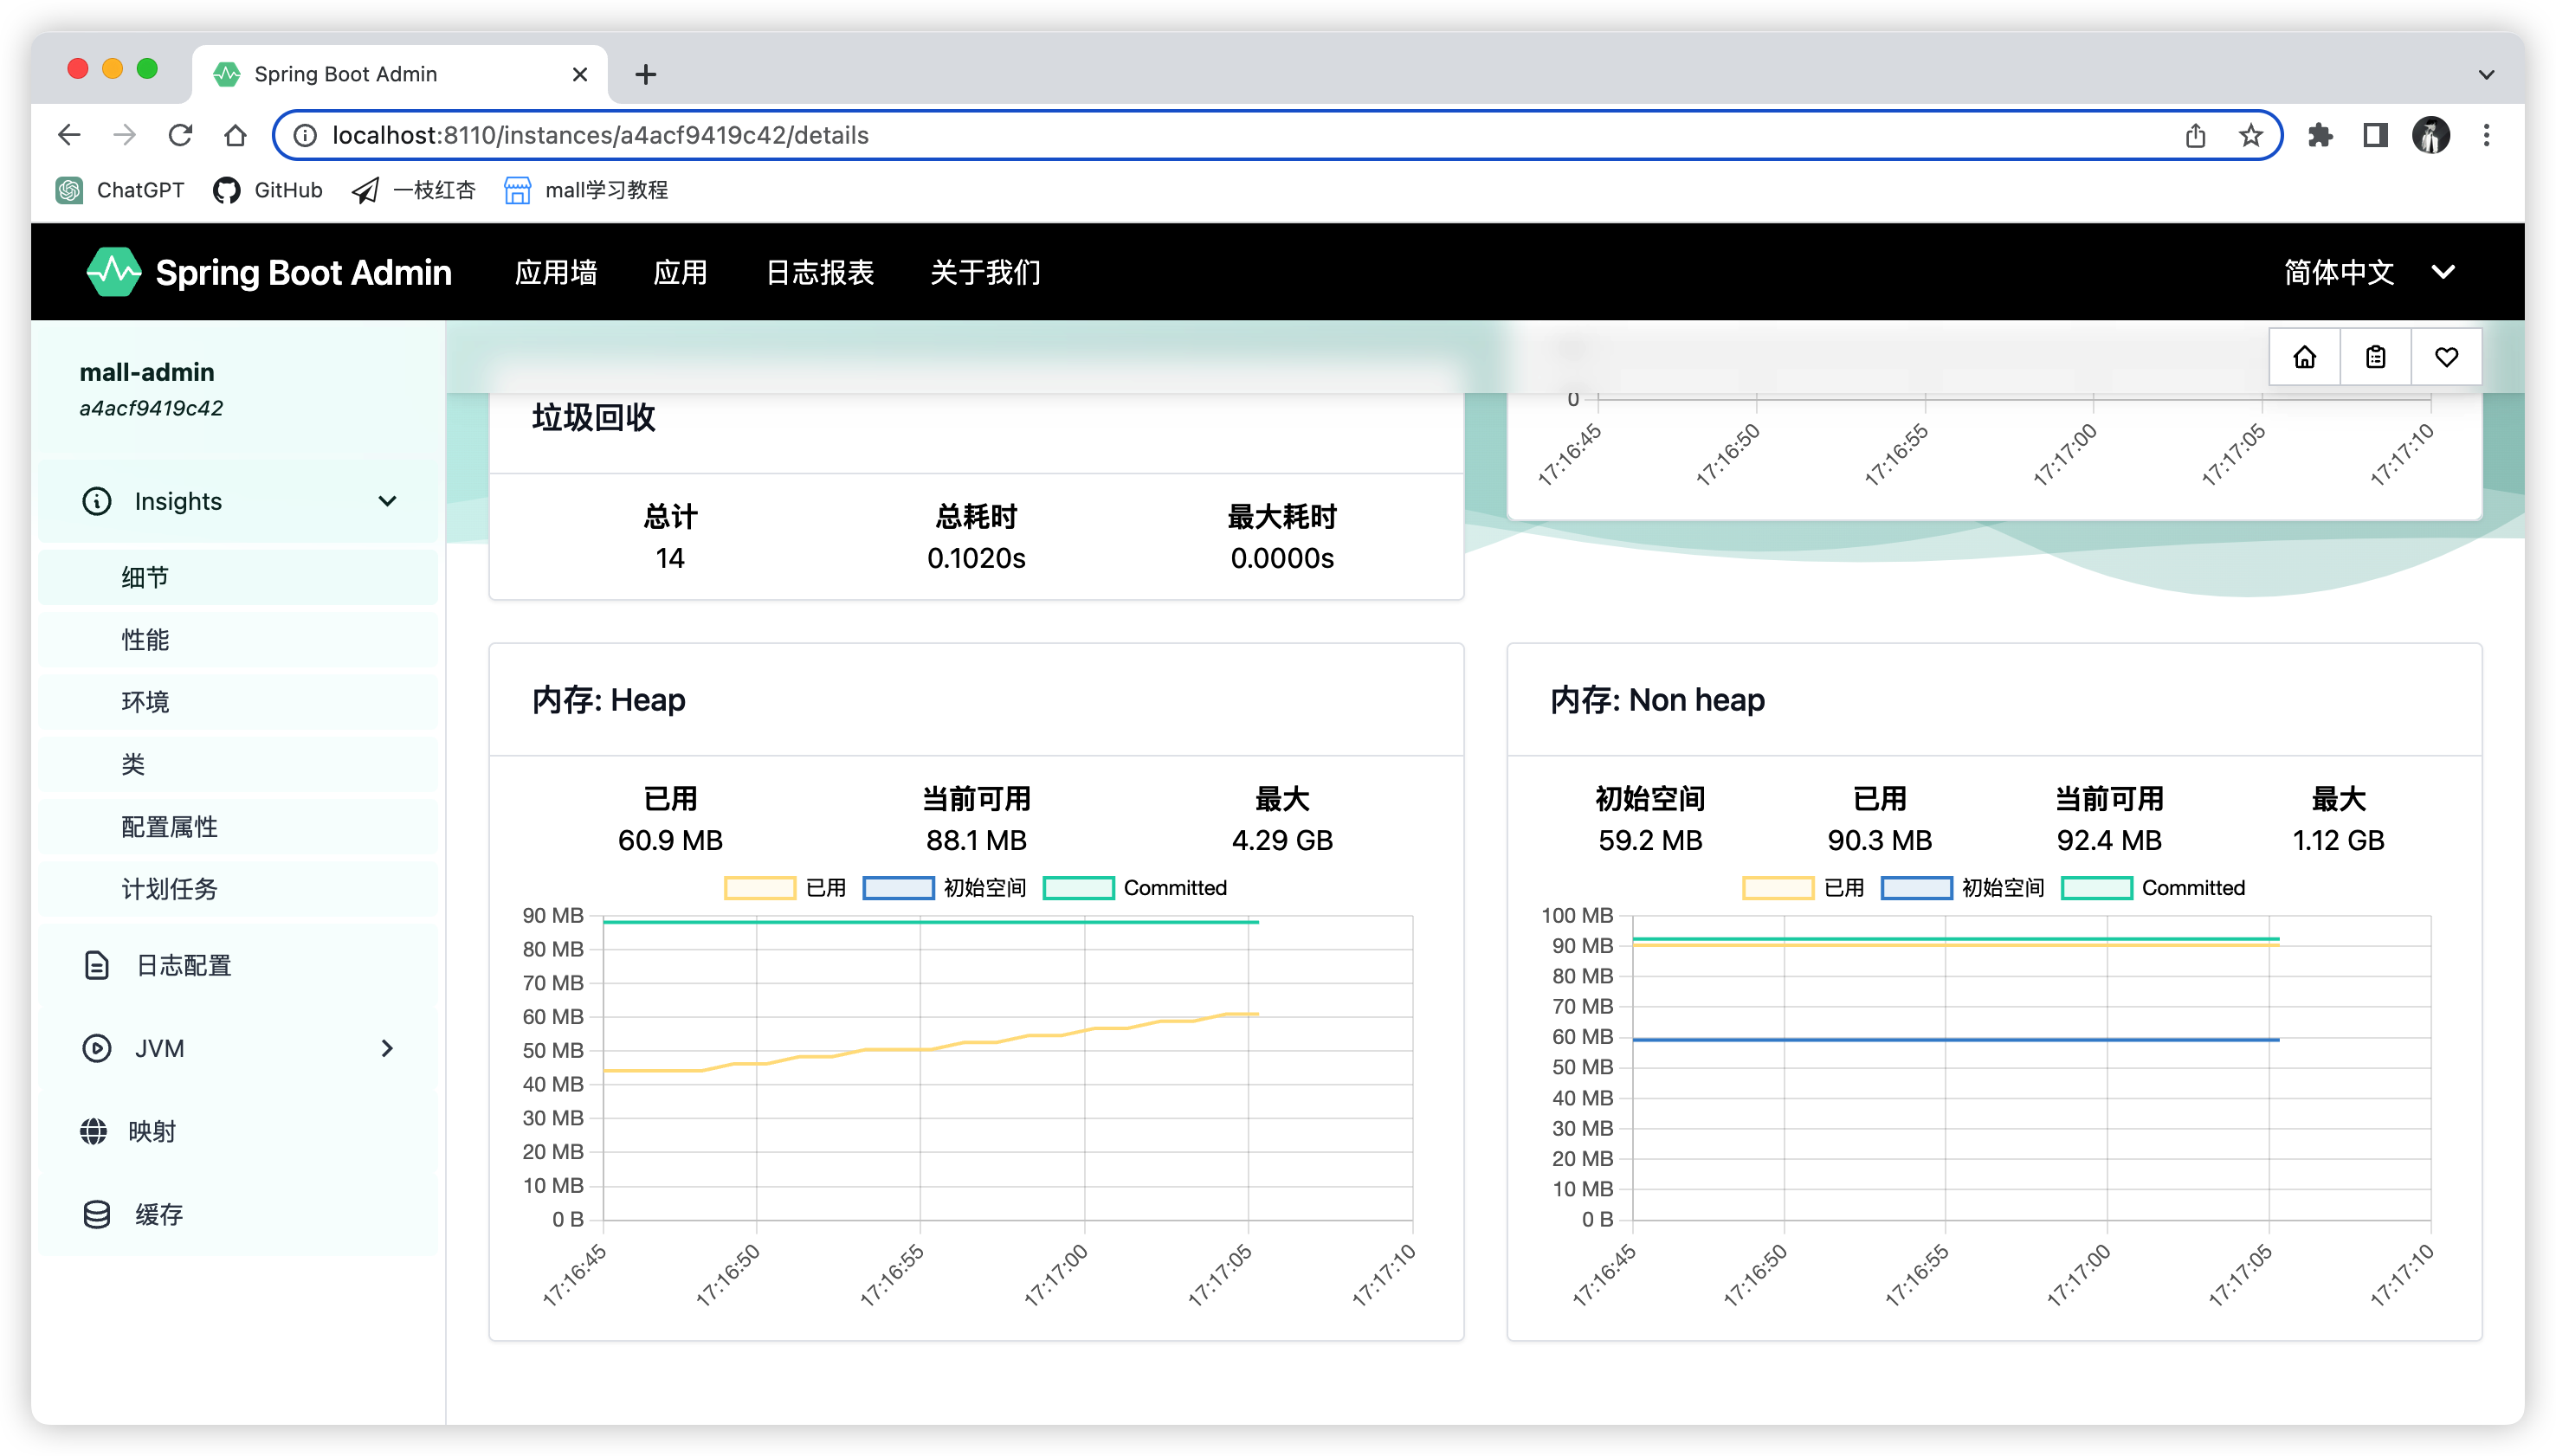 Spring Boot Admin
localhost:8110/instances/a4acf9419c42/details
ChatGPT GitHub 一枝红杏 mall学习教程
Spring Boot Admin 应用墙 应用 日志报表 关于我们 简体中文
mall-admin
a4acf9419c42
Insights
细节
性能
环境
类
配置属性
计划任务
日志配置
JVM
映射
缓存
垃圾回收
总计 总耗时 最大耗时
14 0.1020s 0.0000s
0
17:16:45 17:16:50 17:16:55 17:17:00 17:17:05 17:17:10
内存: Heap
已用 当前可用 最大
60.9 MB 88.1 MB 4.29 GB
已用 初始空间 Committed
90 MB
80 MB
70 MB
60 MB
50 MB
40 MB
30 MB
20 MB
10 MB
0 B
17:16:45 17:16:50 17:16:55 17:17:00 17:17:05 17:17:10
内存: Non heap
初始空间 已用 当前可用 最大
59.2 MB 90.3 MB 92.4 MB 1.12 GB
已用 初始空间 Committed
100 MB
90 MB
80 MB
70 MB
60 MB
50 MB
40 MB
30 MB
20 MB
10 MB
0 B
17:16:45 17:16:50 17:16:55 17:17:00 17:17:05 17:17:10